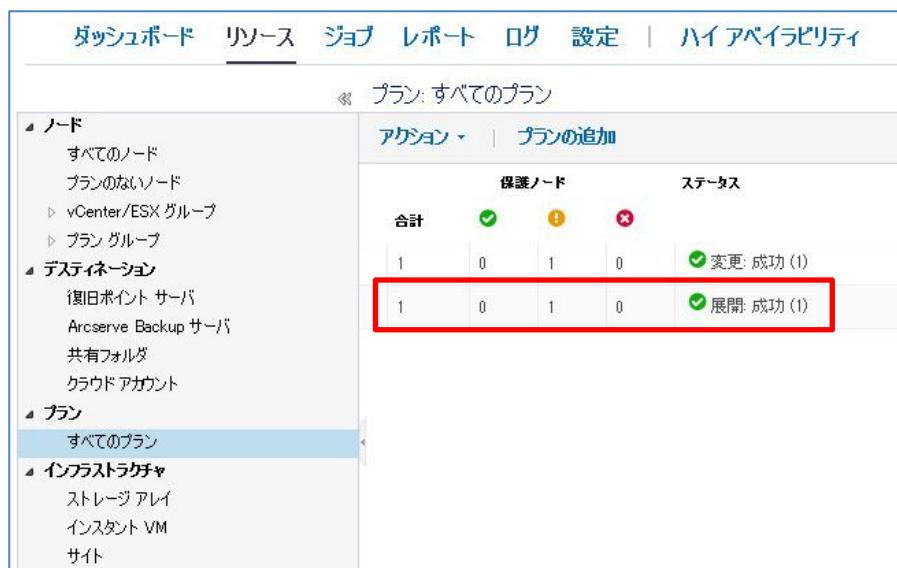 ダッシュボード リソース ジョブ レポート ログ 設定 | ハイ アベイラビリティ
プラン: すべてのプラン
ノード
すべてのノード
プランのないノード
vCenter/ESX グループ
プラン グループ
デスティネーション
復旧ポイント サーバ
Arcserve Backup サーバ
共有フォルダ
クラウド アカウント
プラン
すべてのプラン
インフラストラクチャ
ストレージ アレイ
インスタント VM
サイト
アクション | プランの追加
保護ノード ステータス
合計
1 0 1 0 変更: 成功 (1)
1 0 1 0 展開: 成功 (1)